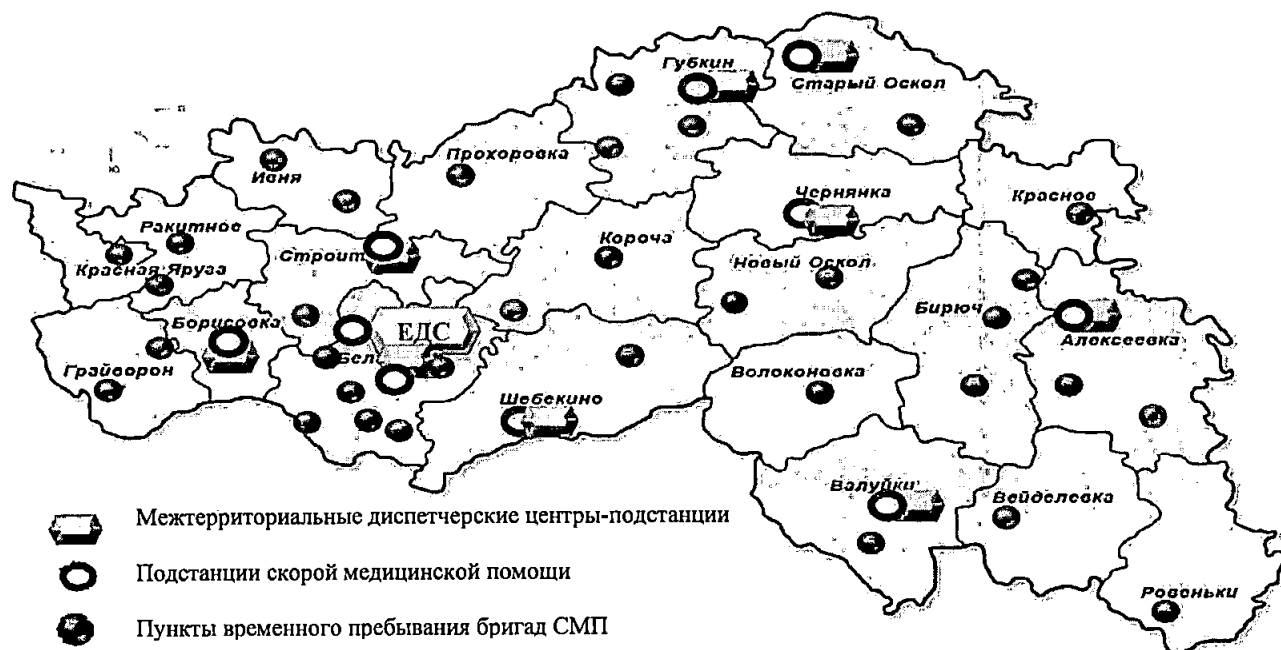 Губкин
Старый Оскол
Прохоровка
Ивня
Чернянка
Красное
Ракитное
Короча
Строит
Новый Оскол
Красная Яруга
Бирюч
Борисовка
ЕДС
Алексеевка
Бел
Грайворон
Волоконовка
Шебекино
Валуйки
Вейделевка
Ровеньки
Межтерриториальные диспетчерские центры-подстанции
Подстанции скорой медицинской помощи
Пункты временного пребывания бригад СМП